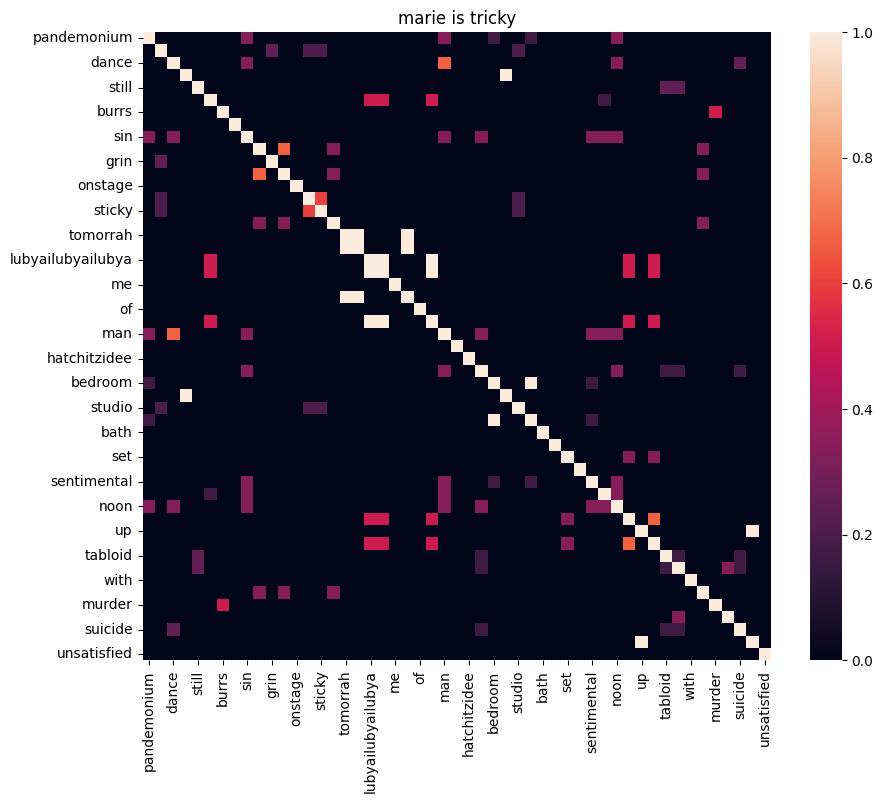 marie is tricky
pandemonium
dance
still
burrs
sin
grin
onstage
sticky
tomorrah
lubyailubyailubya
me
of
man
hatchitzidee
bedroom
studio
bath
set
sentimental
noon
up
tabloid
with
murder
suicide
unsatisfied
1.0
0.8
0.6
0.4
0.2
0.0
pandemonium
dance
still
burrs
sin
grin
onstage
sticky
tomorrah
lubyailubyailubya
me
of
man
hatchitzidee
bedroom
studio
bath
set
sentimental
noon
up
tabloid
with
murder
suicide
unsatisfied